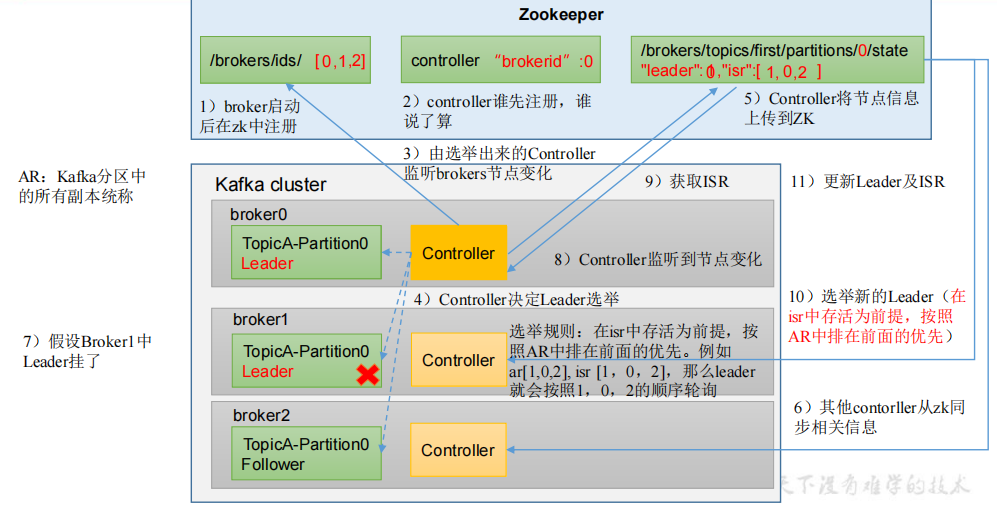 Zookeeper
/brokers/ids/ [0,1,2]
controller “brokerid”:0
/brokers/topics/first/partitions/0/state
"leader": ,"isr":[ 1, 0,2 ]
1）broker启动
后在zk中注册
2）controller谁先注册，谁
说了算
5）Controller将节点信息
上传到ZK
3）由选举出来的Controller
监听brokers节点变化
AR：Kafka分区中
的所有副本统称
9）获取ISR
11）更新Leader及ISR
Kafka cluster
broker0
TopicA-Partition0
Leader
Controller
8）Controller监听到节点变化
4）Controller决定Leader选举
10）选举新的Leader（在
isr中存活为前提，按照
AR中排在前面的优先）
7）假设Broker1中
Leader挂了
broker1
TopicA-Partition0
Leader
Controller
选举规则：在isr中存活为前提，按
照AR中排在前面的优先。例如
ar[1,0,2], isr [1，0，2]，那么leader
就会按照1，0，2的顺序轮询
broker2
TopicA-Partition0
Follower
Controller
6）其他contorller从zk同
步相关信息
天下没有难学的技术